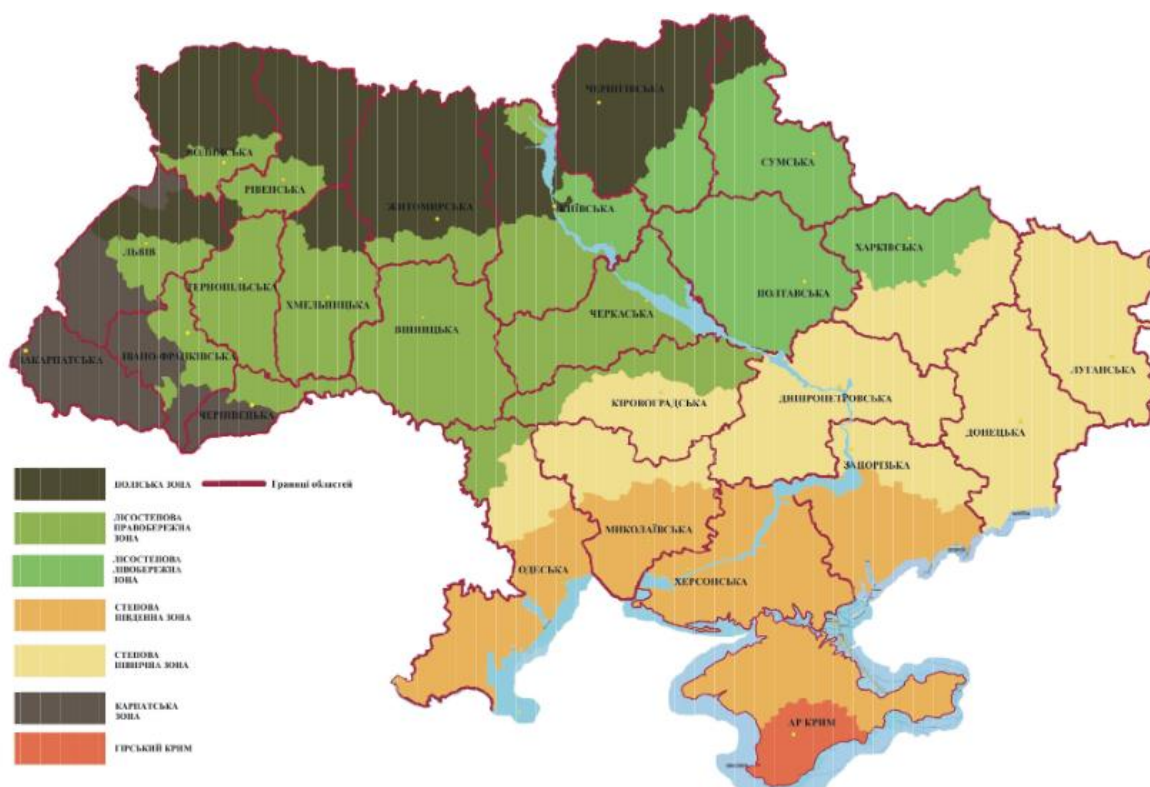 ЧЕРНІГІВСЬКА
ВОЛИНСЬКА
СУМСЬКА
РІВЕНСЬКА
КИЇВСЬКА
ЖИТОМИРСЬКА
ЛЬВІВ
ХАРКІВСЬКА
ТЕРНОПІЛЬСЬКА
ПОЛТАВСЬКА
ХМЕЛЬНИЦЬКА
ЧЕРКАСЬКА
ВІННИЦЬКА
ЗАКАРПАТСЬКА
ІВАНО-ФРАНКІВСЬКА
ЛУГАНСЬКА
ДНІПРОПЕТРОВСЬКА
КІРОВОГРАДСЬКА
ЧЕРНІВЕЦЬКА
ДОНЕЦЬКА
ЗАПОРІЗЬКА
МИКОЛАЇВСЬКА
ОДЕСЬКА
ХЕРСОНСЬКА
АР КРИМ
ПОЛІСЬКА ЗОНА
Границі областей
ЛІСОСТЕПОВА
ПРАВОБЕРЕЖНА
ЗОНА
ЛІСОСТЕПОВА
ЛІВОБЕРЕЖНА
ЗОНА
СТЕПОВА
ПІВДЕННА ЗОНА
СТЕПОВА
ПІВНІЧНА ЗОНА
КАРПАТСЬКА
ЗОНА
ГІРСЬКИЙ КРИМ